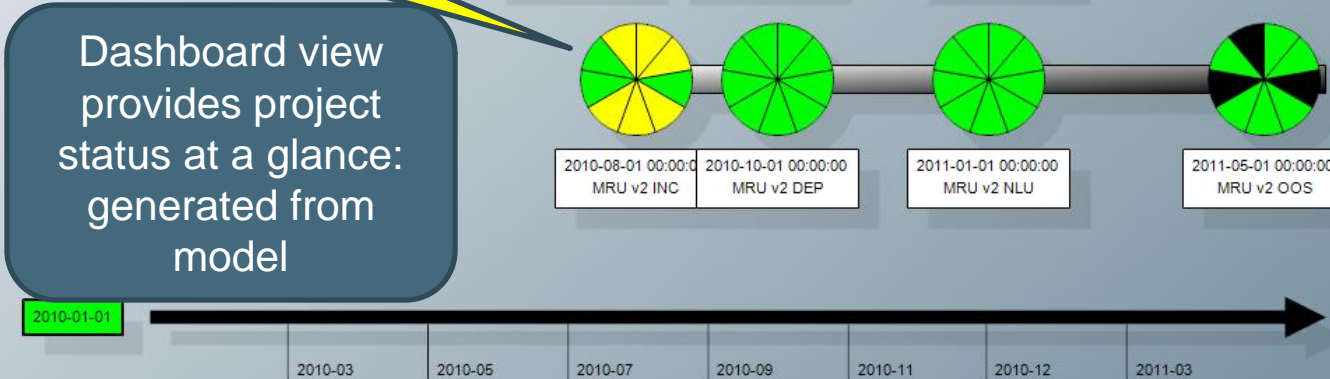 Dashboard view
provides project
status at a glance:
generated from
model
2010-08-01 00:00:0
MRU v2 INC
2010-10-01 00:00:00
MRU v2 DEP
2011-01-01 00:00:00
MRU v2 NLU
2011-05-01 00:00:00
MRU v2 OOS
2010-01-01
2010-03
2010-05
2010-07
2010-09
2010-11
2010-12
2011-03